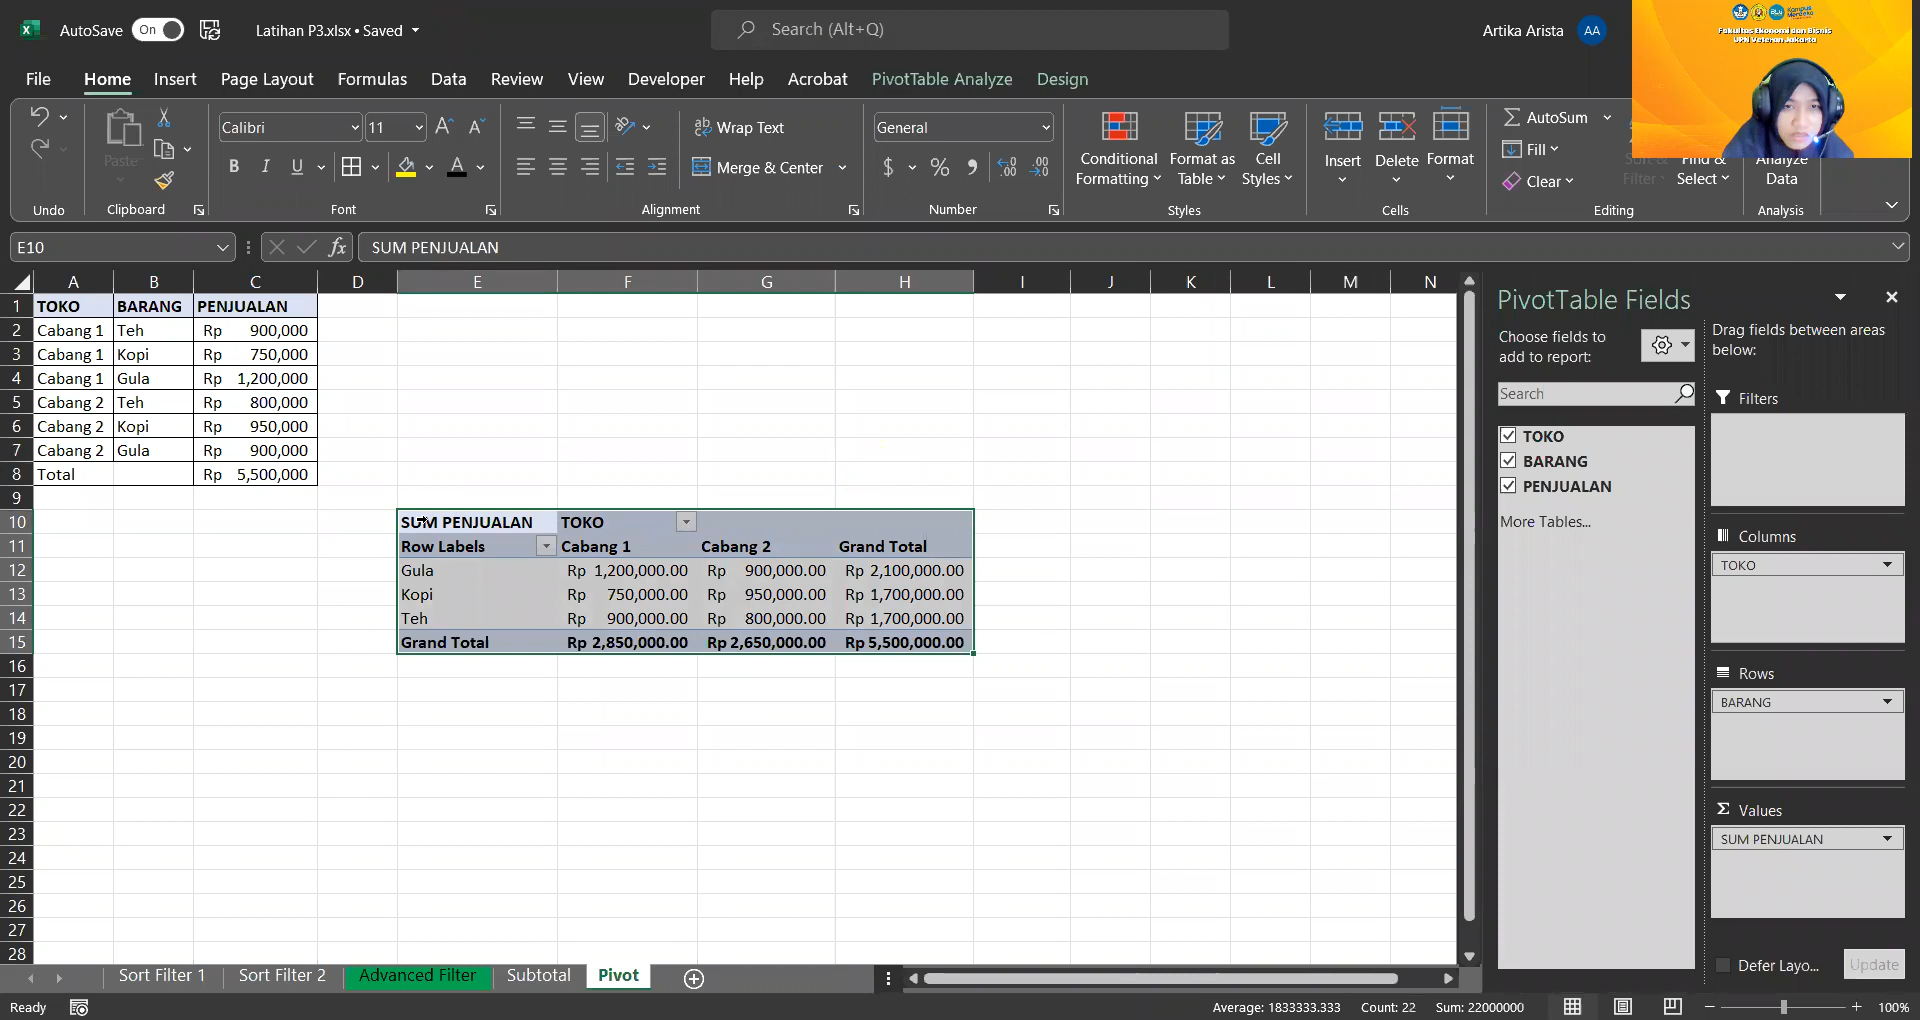 AutoSave On Latihan P3.xlsx • Saved Search (Alt+Q) Artika Arista AA
Fakultas Ekonomi dan Bisnis
UPN Veteran Jakarta
File Home Insert Page Layout Formulas Data Review View Developer Help Acrobat PivotTable Analyze Design
Calibri 11 Wrap Text General AutoSum
Paste B I U Merge & Center $ % Conditional Formatting Format as Table Cell Styles Insert Delete Format Fill Find & Select Analyze Data
Sort & Filter
Clear
Undo Clipboard Font Alignment Number Styles Cells Editing Analysis
E10 fx SUM PENJUALAN
A B C D E F G H I J K L M N
1 TOKO BARANG PENJUALAN
2 Cabang 1 Teh Rp 900,000
3 Cabang 1 Kopi Rp 750,000
4 Cabang 1 Gula Rp 1,200,000
5 Cabang 2 Teh Rp 800,000
6 Cabang 2 Kopi Rp 950,000
7 Cabang 2 Gula Rp 900,000
8 Total Rp 5,500,000
9
10 SUM PENJUALAN TOKO
11 Row Labels Cabang 1 Cabang 2 Grand Total
12 Gula Rp 1,200,000.00 Rp 900,000.00 Rp 2,100,000.00
13 Kopi Rp 750,000.00 Rp 950,000.00 Rp 1,700,000.00
14 Teh Rp 900,000.00 Rp 800,000.00 Rp 1,700,000.00
15 Grand Total Rp 2,850,000.00 Rp 2,650,000.00 Rp 5,500,000.00
16
17
18
19
20
21
22
23
24
25
26
27
28
PivotTable Fields
Choose fields to
add to report:
Search
TOKO
BARANG
PENJUALAN
More Tables...
Drag fields between areas
below:
Filters
Columns
TOKO
Rows
BARANG
Values
SUM PENJUALAN
Defer Layo... Update
Sort Filter 1 Sort Filter 2 Advanced Filter Subtotal Pivot
Ready Average: 1833333.333 Count: 22 Sum: 22000000 100%